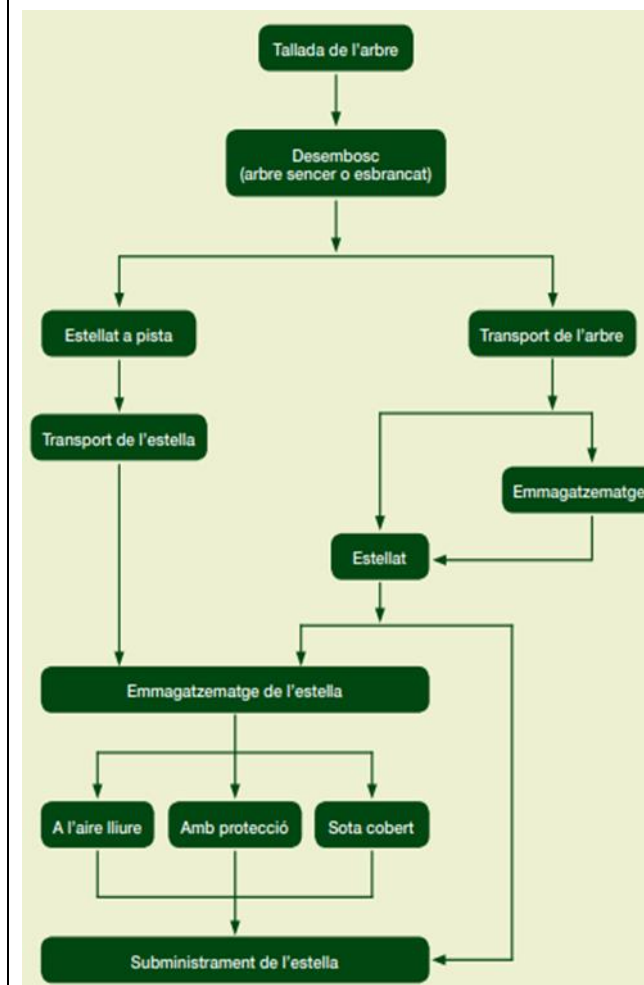 Tallada de l'arbre
Desembosc
(arbre sencer o esbrancat)
Estellat a pista
Transport de l'arbre
Transport de l'estella
Emmagatzematge
Estellat
Emmagatzematge de l'estella
A l'aire lliure
Amb protecció
Sota cobert
Subministrament de l'estella